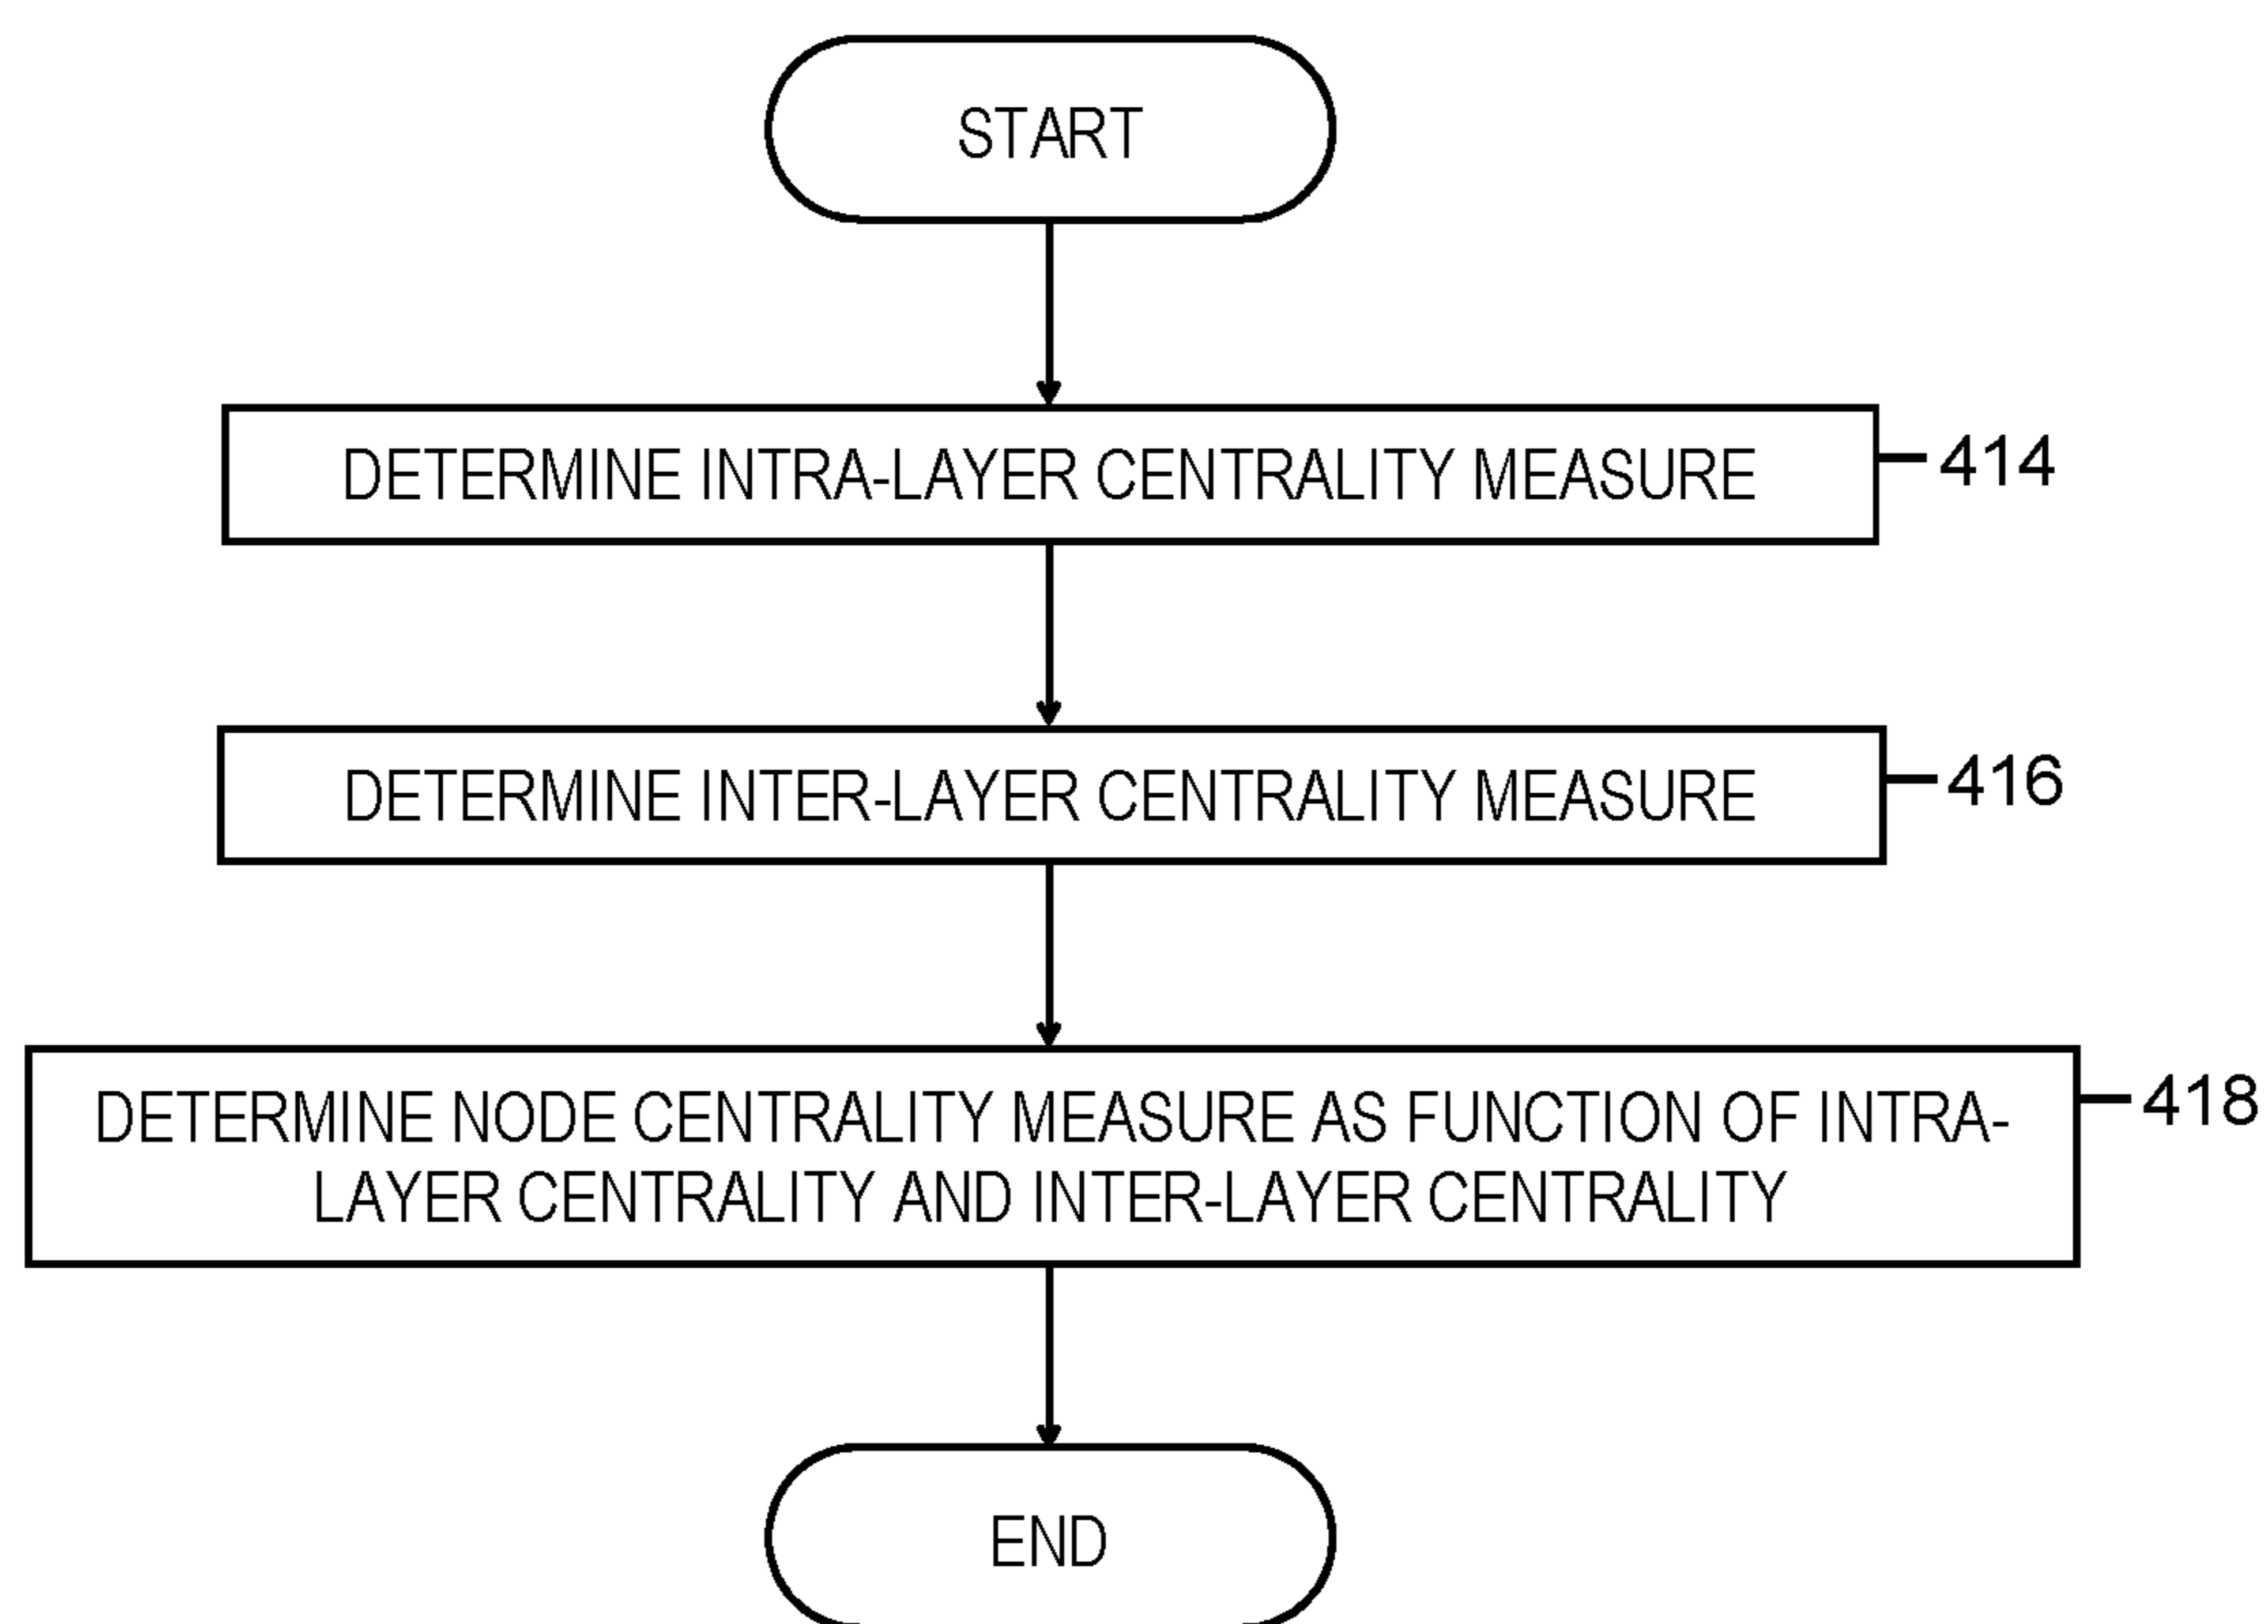 START
DETERMINE INTRA-LAYER CENTRALITY MEASURE
414
DETERMINE INTER-LAYER CENTRALITY MEASURE
416
DETERMINE NODE CENTRALITY MEASURE AS FUNCTION OF INTRA-
LAYER CENTRALITY AND INTER-LAYER CENTRALITY
418
END